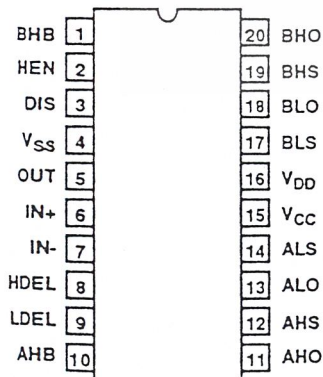 BHB 1 20 BHO
HEN 2 19 BHS
DIS 3 18 BLO
VSS 4 17 BLS
OUT 5 16 VDD
IN+ 6 15 VCC
IN- 7 14 ALS
HDEL 8 13 ALO
LDEL 9 12 AHS
AHB 10 11 AHO